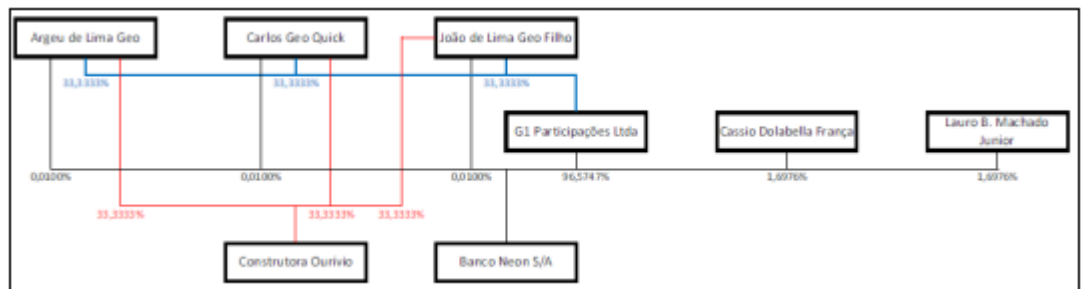 Argeu de Lima Geo
Carlos Geo Quick
João de Lima Geo Filho
33,3333%
33,3333%
33,3333%
G1 Participações Ltda
Cassio Dolabella França
Lauro B. Machado
Junior
0,0100%
0,0100%
0,0100%
96,5747%
1,6976%
1,6976%
33,3333%
33,3333%
33,3333%
Construtora Ourívio
Banco Neon S/A